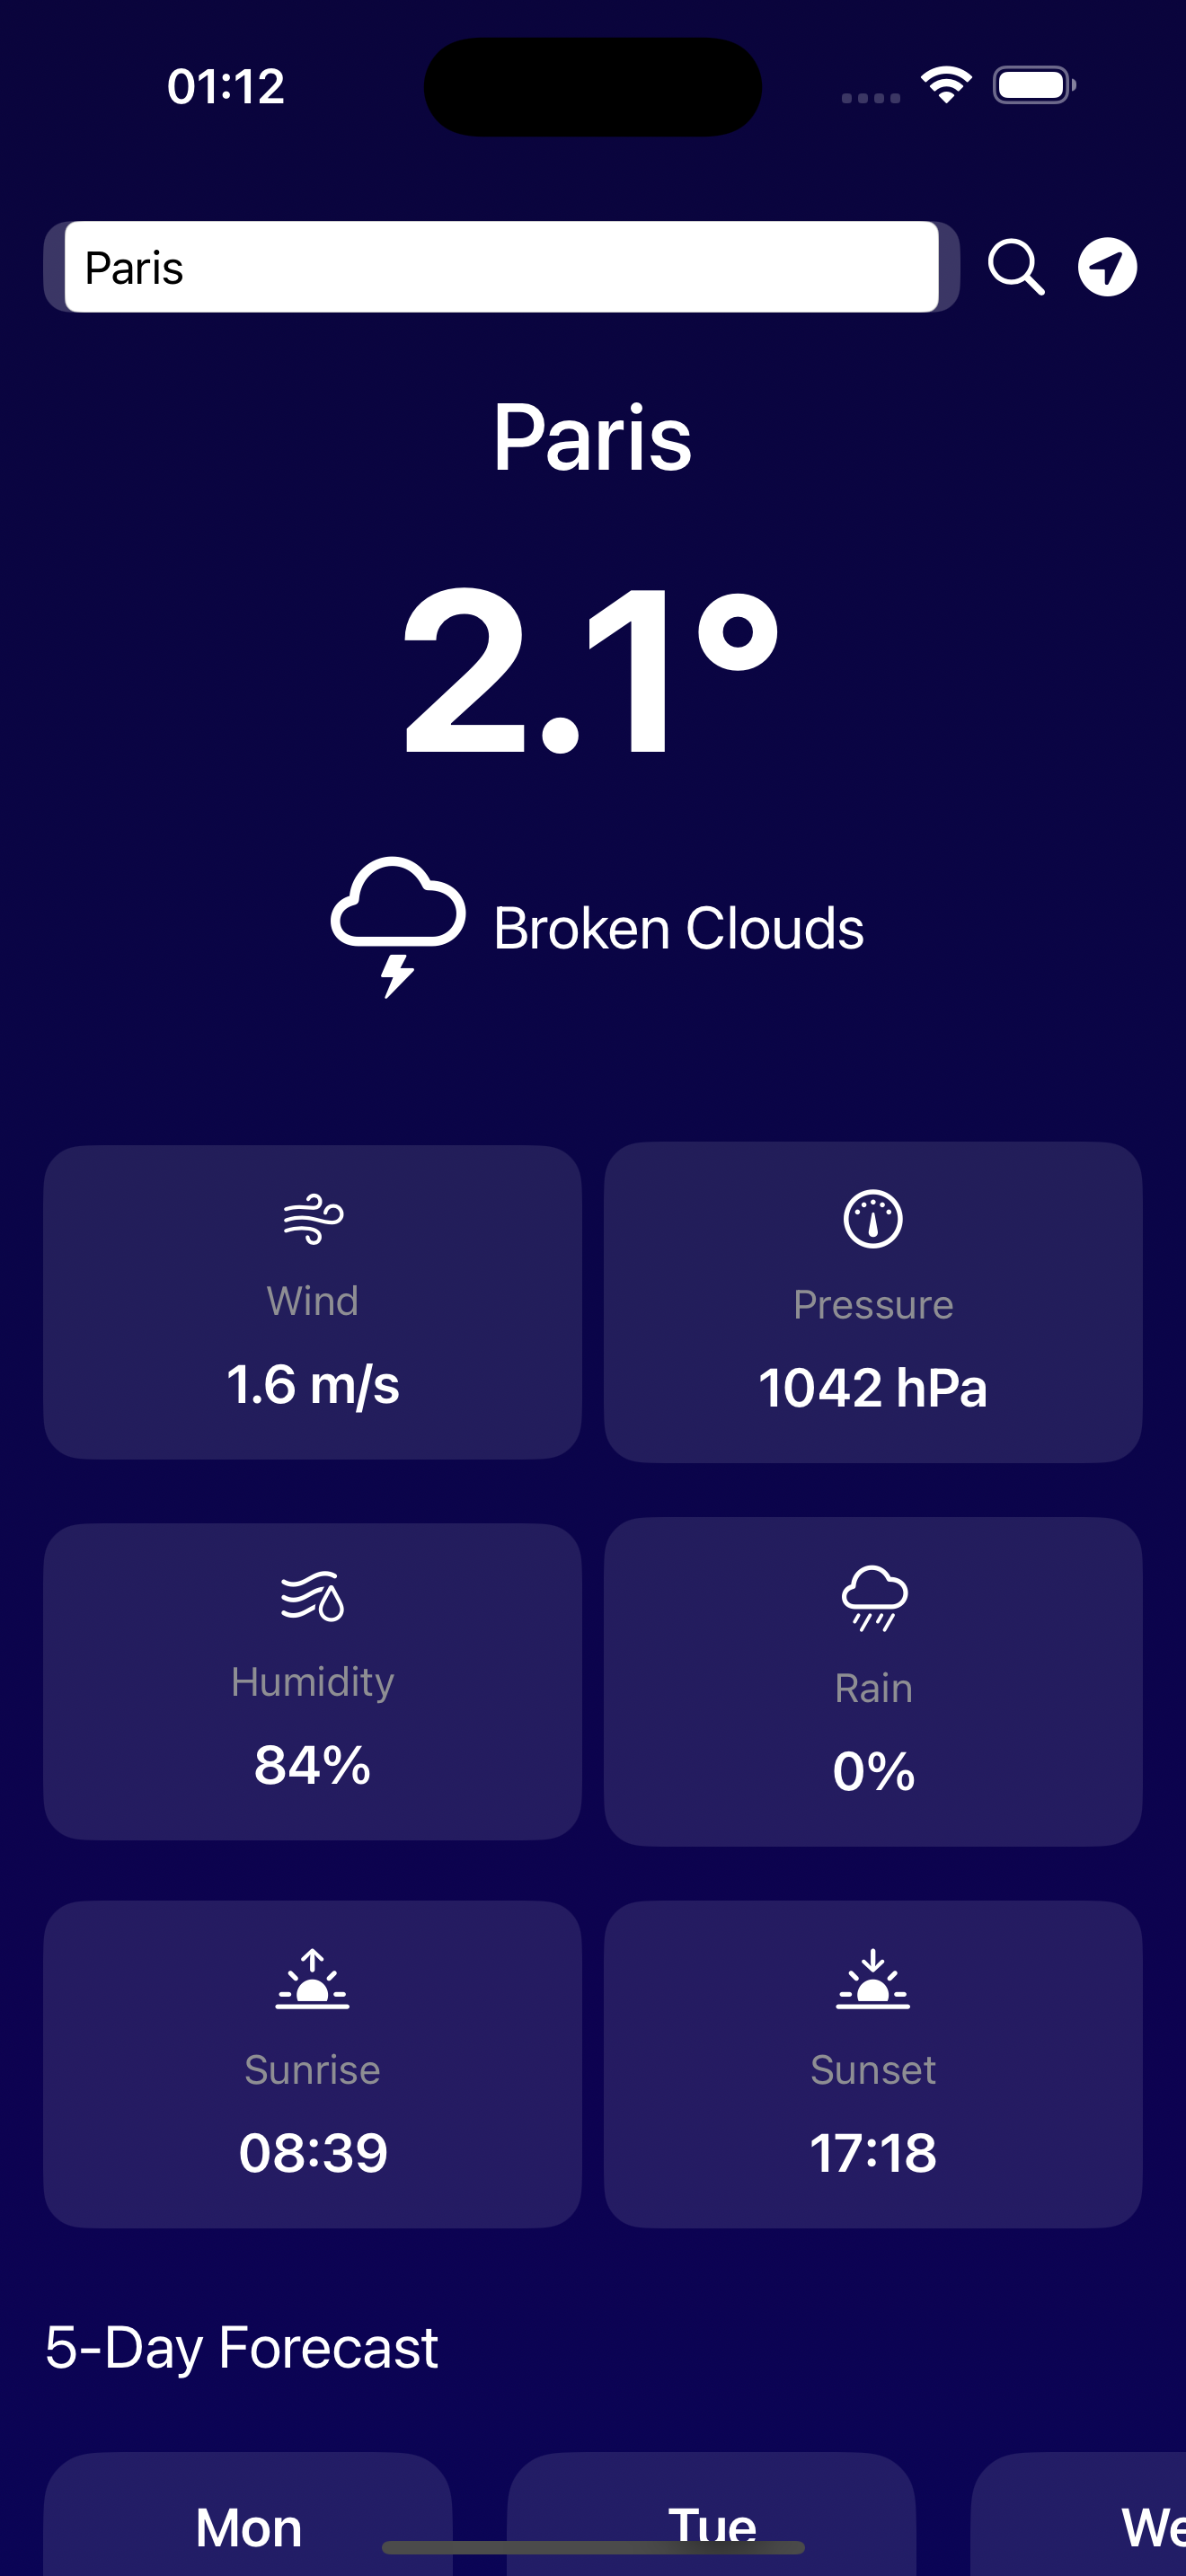 01:12
Paris
Paris
2.1°
Broken Clouds
Wind
1.6 m/s
Pressure
1042 hPa
Humidity
84%
Rain
0%
Sunrise
08:39
Sunset
17:18
5-Day Forecast
Mon
Tue
We